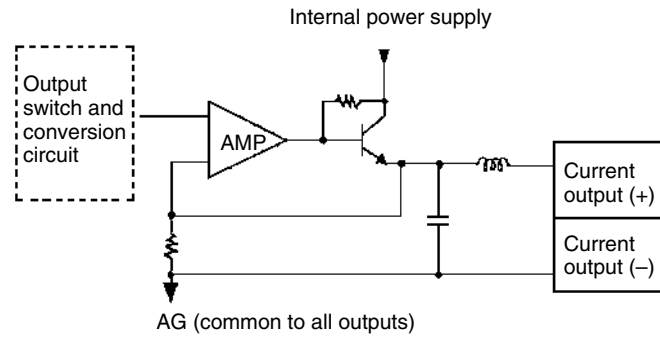 Internal power supply
Output
switch and
conversion
circuit
AMP
Current
output (+)
Current
output (–)
AG (common to all outputs)